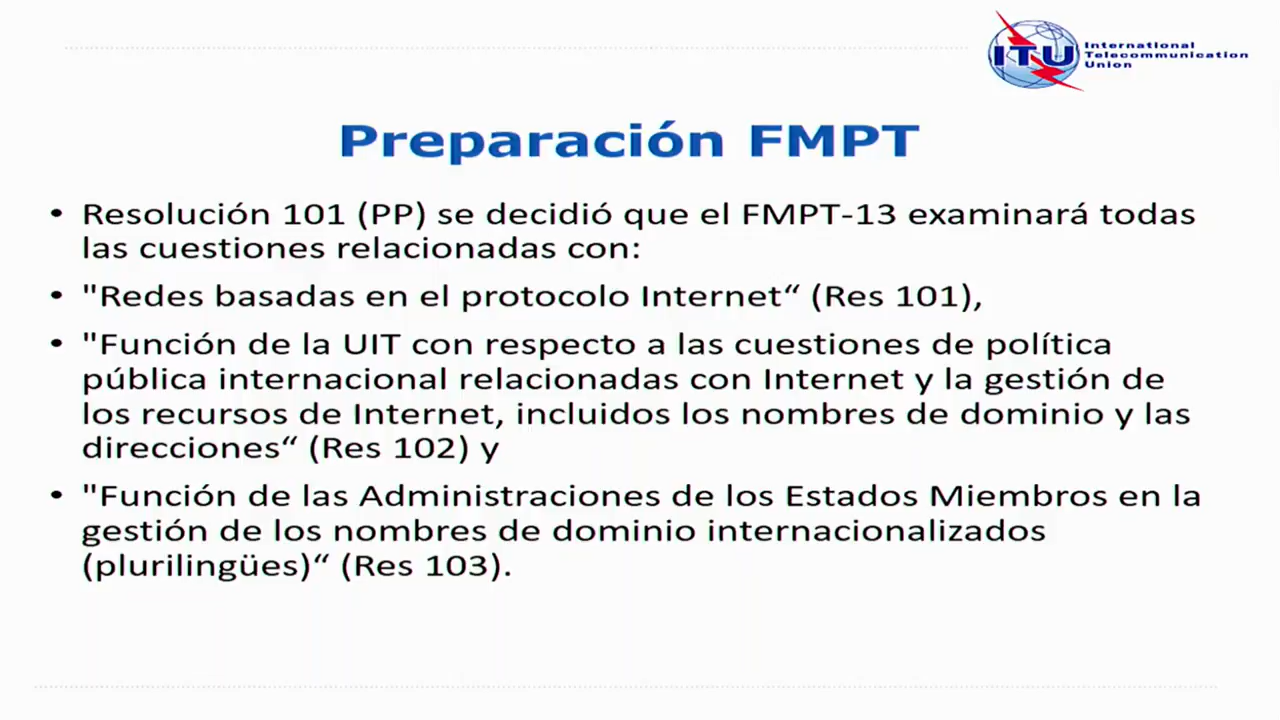 ITU
International
Telecommunication
Union
Preparación FMPT
• Resolución 101 (PP) se decidió que el FMPT-13 examinará todas
las cuestiones relacionadas con:
• "Redes basadas en el protocolo Internet“ (Res 101),
• "Función de la UIT con respecto a las cuestiones de política
pública internacional relacionadas con Internet y la gestión de
los recursos de Internet, incluidos los nombres de dominio y las
direcciones“ (Res 102) y
• "Función de las Administraciones de los Estados Miembros en la
gestión de los nombres de dominio internacionalizados
(plurilingües)“ (Res 103).